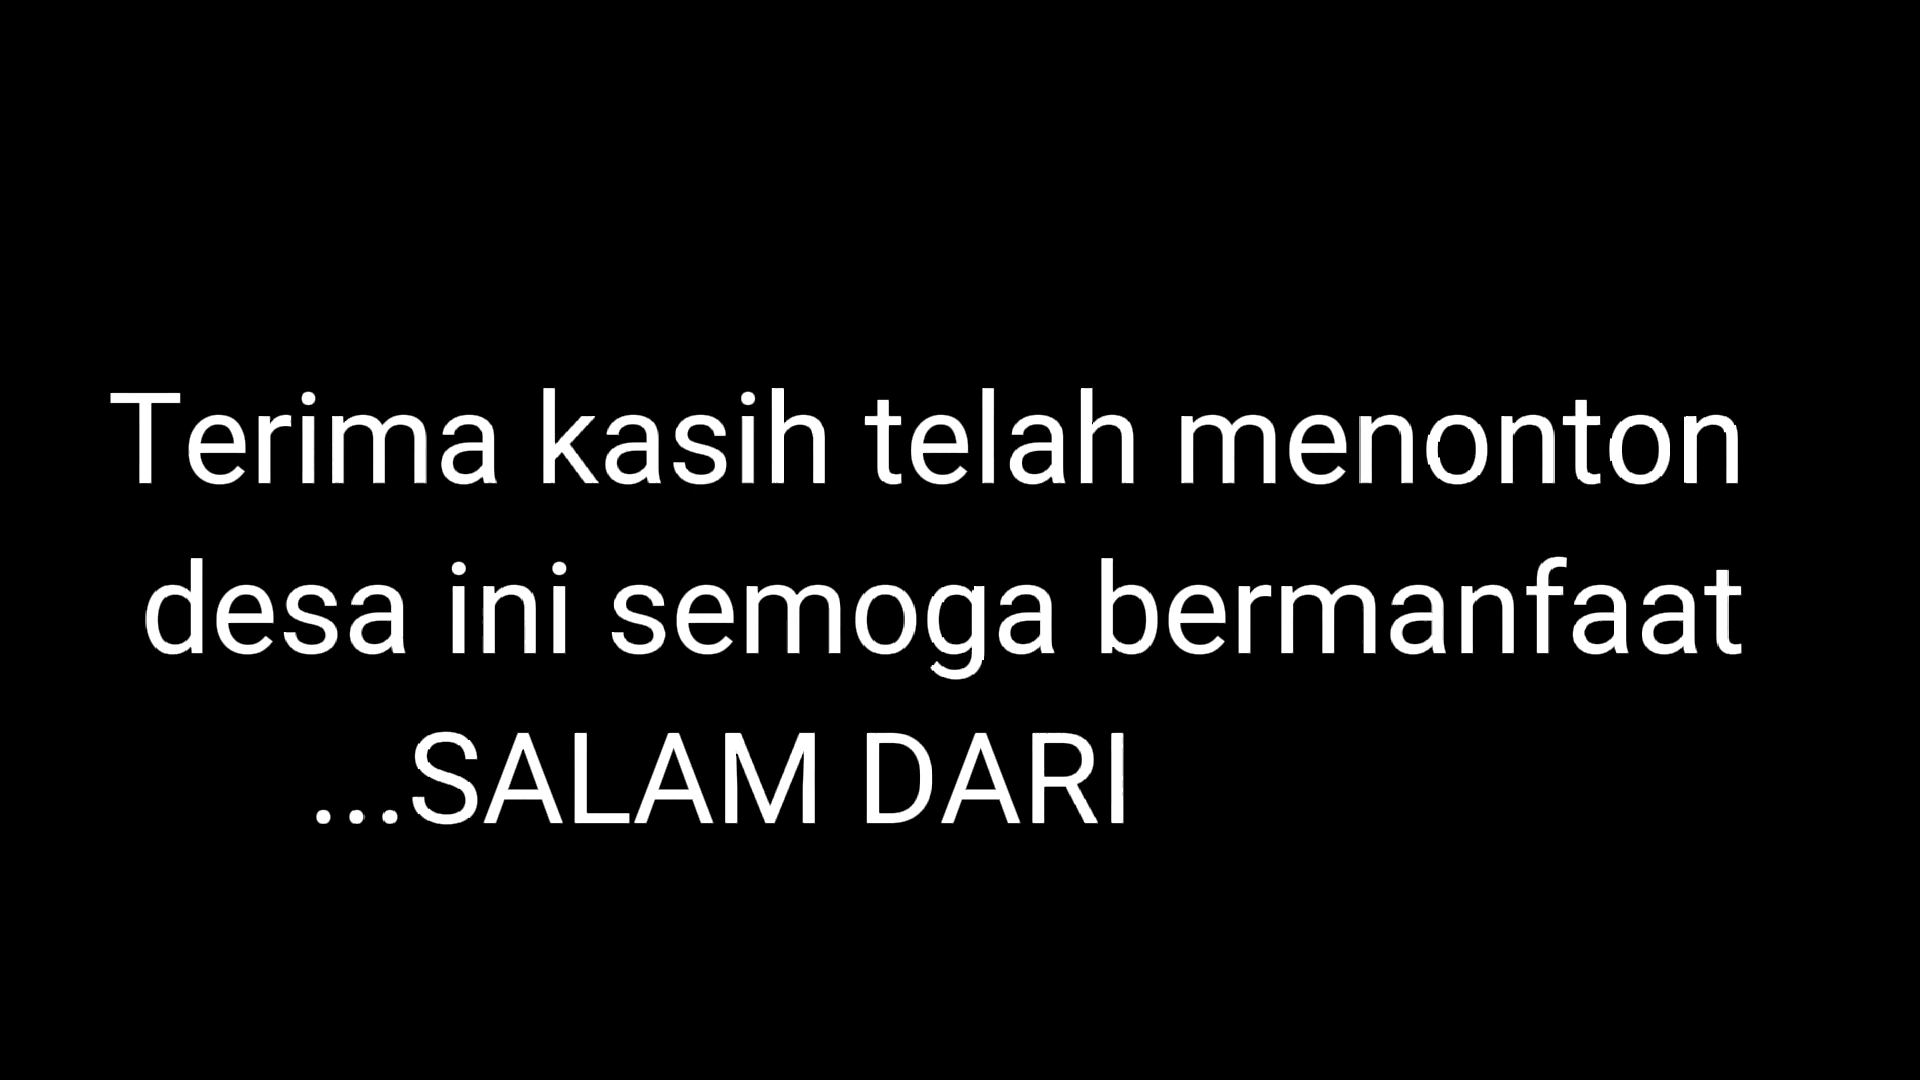 Terima kasih telah menonton
desa ini semoga bermanfaat
...SALAM DARI